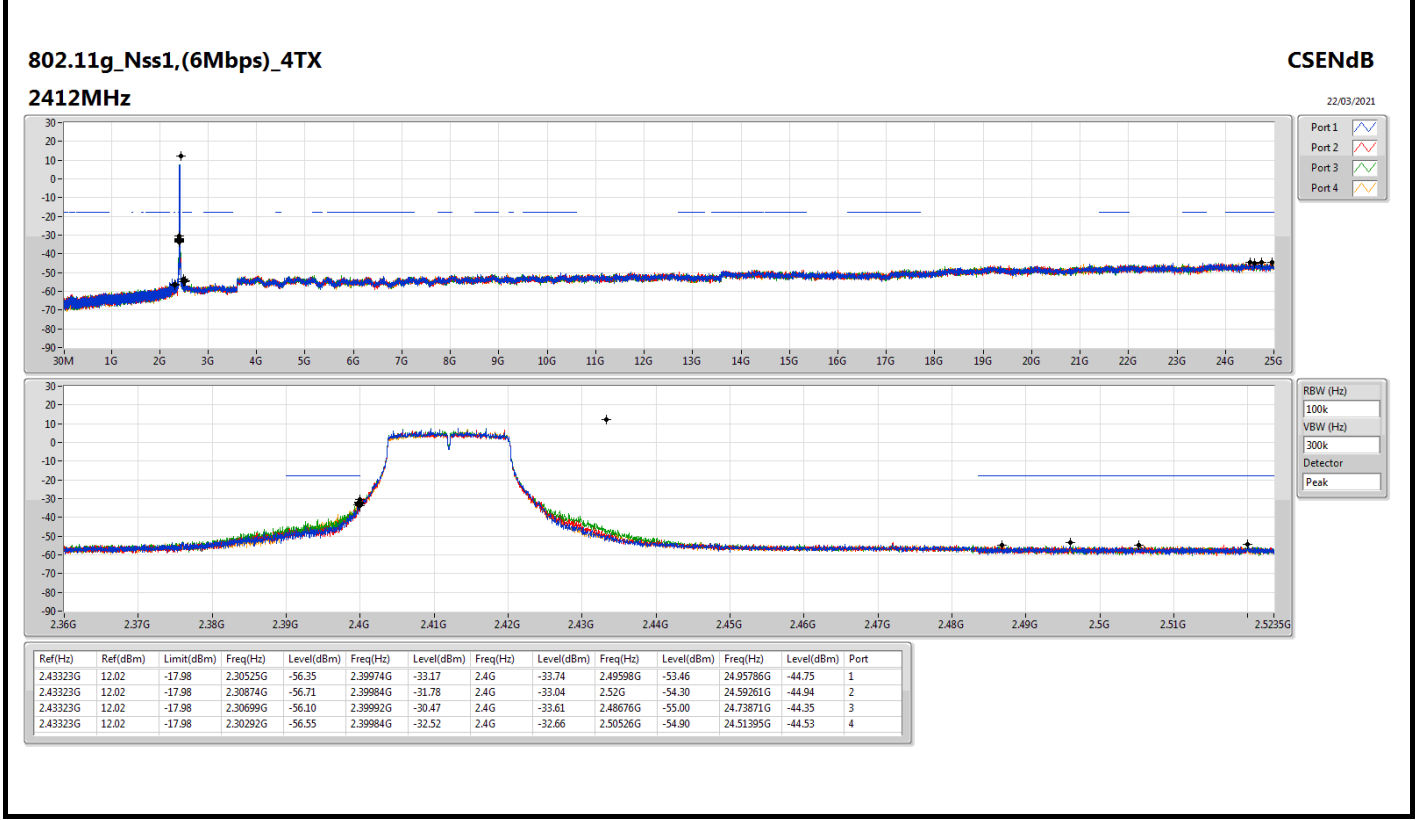 802.11g_Nss1,(6Mbps)_4TX CSENdB
2412MHz 22/03/2021
30
20
10
0
-10
-20
-30
-40
-50
-60
-70
-80
-90
30M 1G 2G 3G 4G 5G 6G 7G 8G 9G 10G 11G 12G 13G 14G 15G 16G 17G 18G 19G 20G 21G 22G 23G 24G 25G
Port 1
Port 2
Port 3
Port 4
30
20
10
0
-10
-20
-30
-40
-50
-60
-70
-80
-90
2.36G 2.37G 2.38G 2.39G 2.4G 2.41G 2.42G 2.43G 2.44G 2.45G 2.46G 2.47G 2.48G 2.49G 2.5G 2.51G 2.5235G
RBW (Hz)
100k
VBW (Hz)
300k
Detector
Peak
Ref(Hz) Ref(dBm) Limit(dBm) Freq(Hz) Level(dBm) Freq(Hz) Level(dBm) Freq(Hz) Level(dBm) Freq(Hz) Level(dBm) Freq(Hz) Level(dBm) Port
2.43323G 12.02 -17.98 2.30525G -56.35 2.39974G -33.17 2.4G -33.74 2.49598G -53.46 24.95786G -44.75 1
2.43323G 12.02 -17.98 2.30874G -56.71 2.39984G -31.78 2.4G -33.04 2.52G -54.30 24.59261G -44.94 2
2.43323G 12.02 -17.98 2.30699G -56.10 2.39992G -30.47 2.4G -33.61 2.48676G -55.00 24.73871G -44.35 3
2.43323G 12.02 -17.98 2.30292G -56.55 2.39984G -32.52 2.4G -32.66 2.50526G -54.90 24.51395G -44.53 4